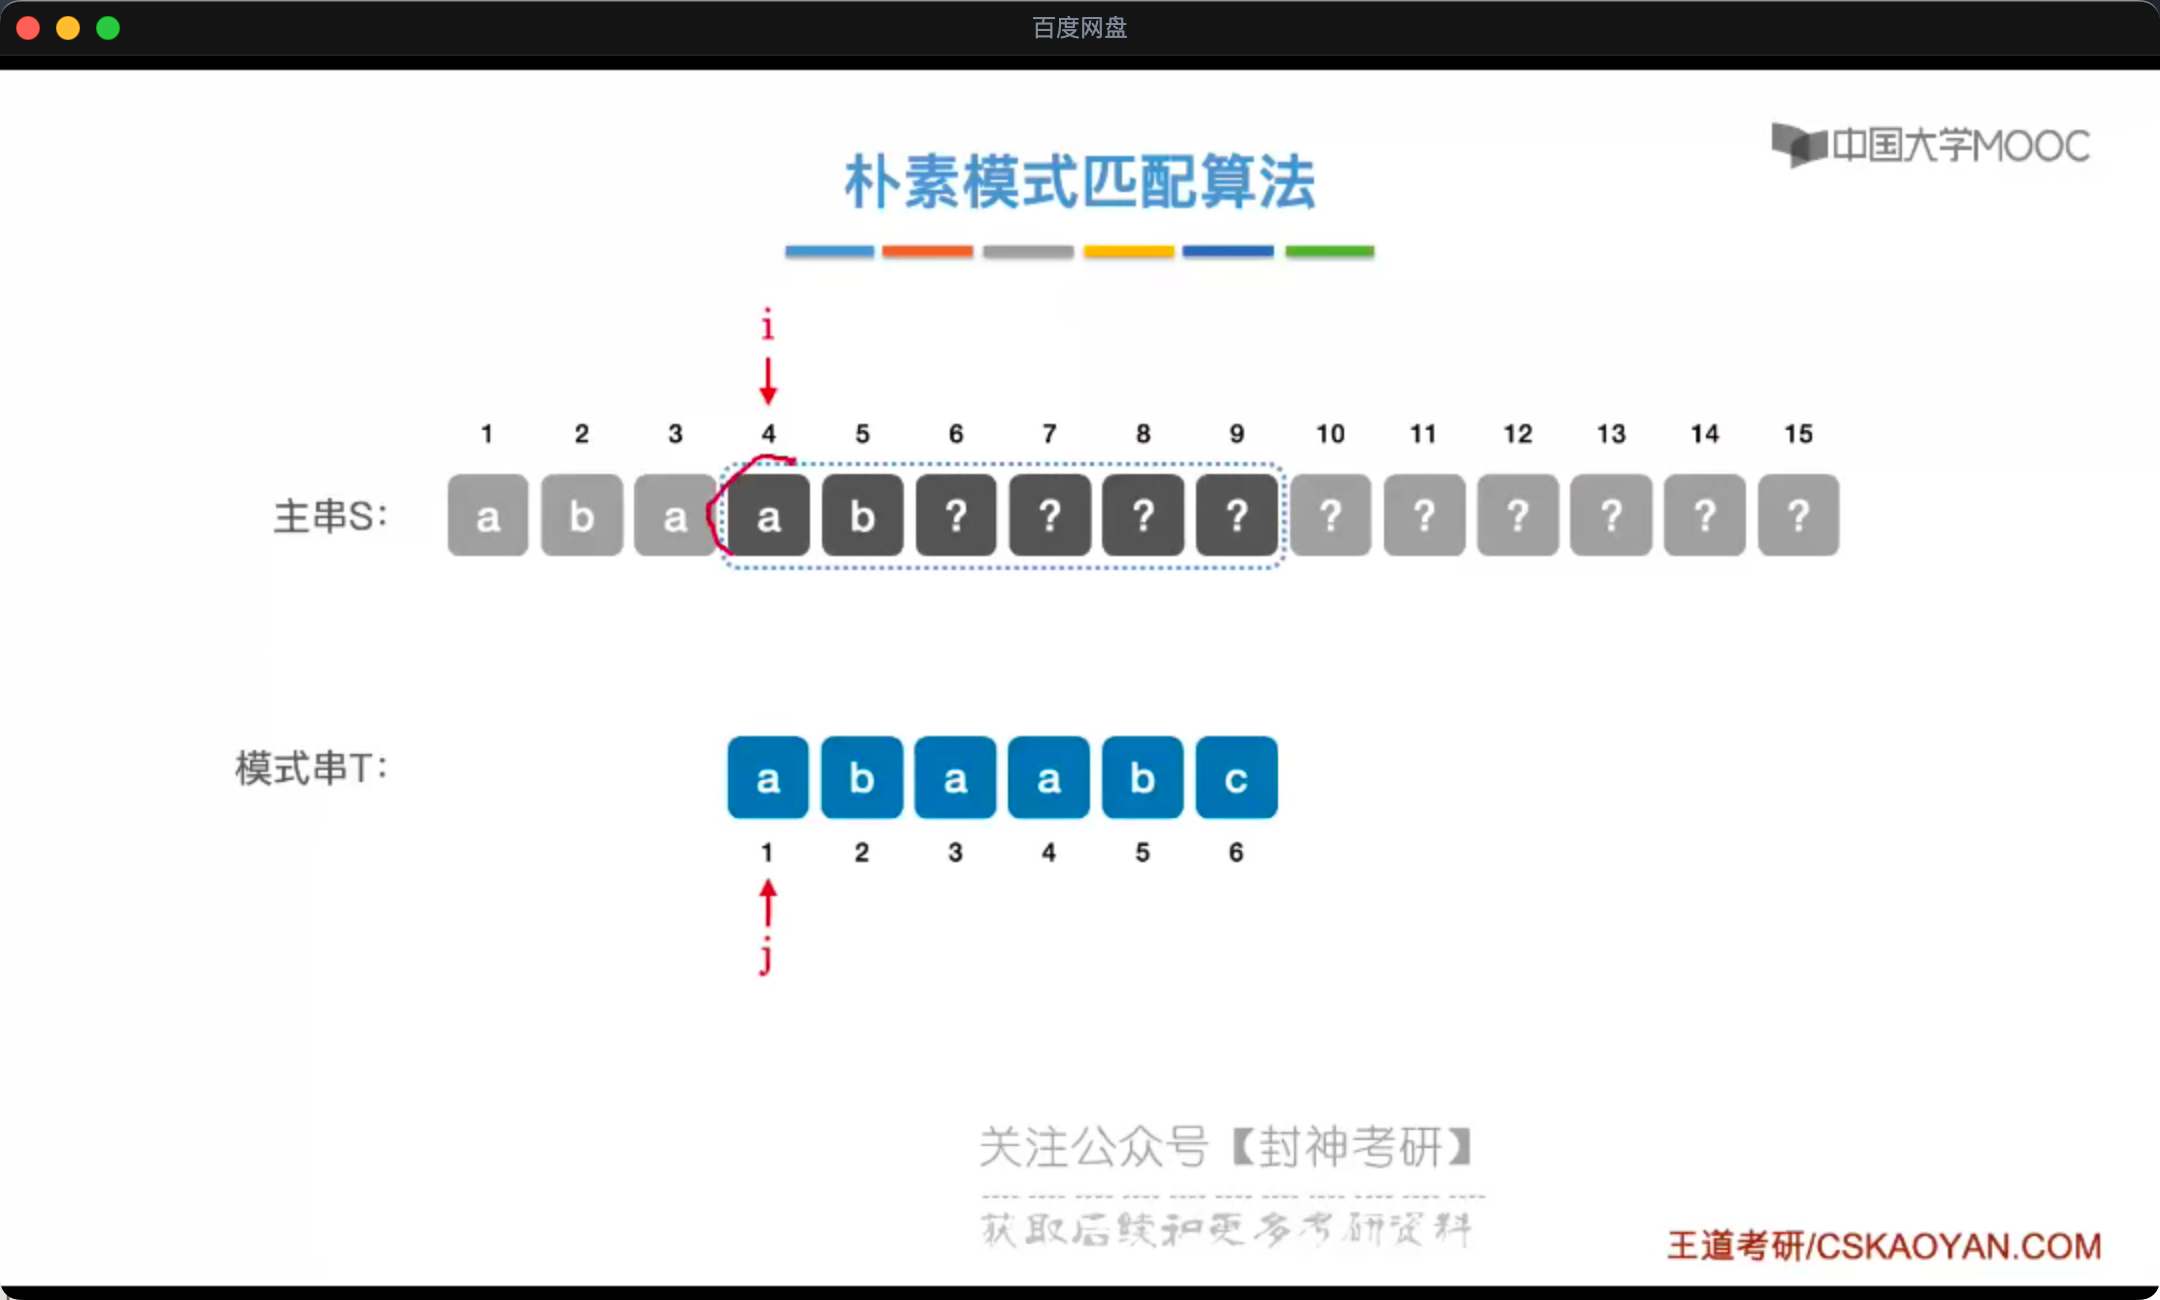 百度网盘
中国大学MOOC
朴素模式匹配算法
i
1 2 3 4 5 6 7 8 9 10 11 12 13 14 15
主串S: a b a a b ? ? ? ? ? ? ? ? ? ?
模式串T: a b a a b c
1 2 3 4 5 6
j
关注公众号【封神考研】
获取后续和更多考研资料
王道考研/CSKAOYAN.COM